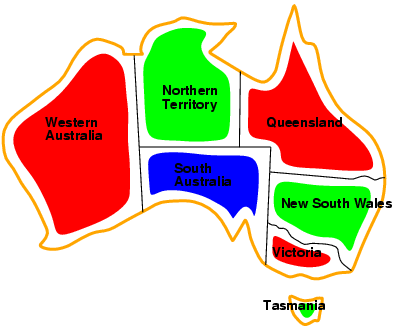 Northern
Territory
Western
Australia
Queensland
South
Australia
New South Wales
Victoria
Tasmania